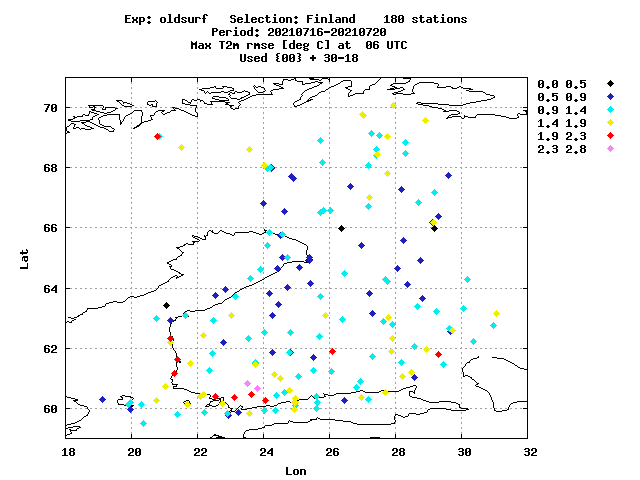 Exp: oldsurf   Selection: Finland    180 stations
Period: 20210716-20210720
Max T2m rmse [deg C] at  06 UTC
Used {00} + 30-18
0.0 0.5
0.5 0.9
0.9 1.4
1.4 1.9
1.9 2.3
2.3 2.8
70
68
66
64
62
60
Lat
18 20 22 24 26 28 30 32
Lon